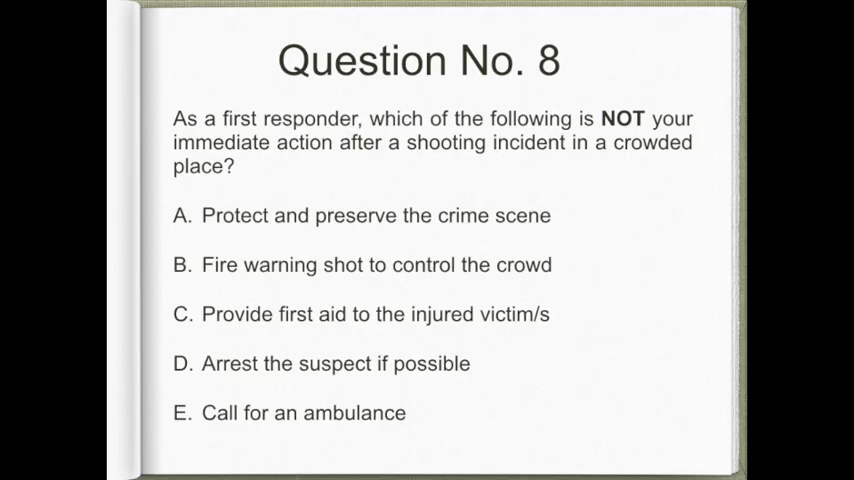 Question No. 8
As a first responder, which of the following is NOT your
immediate action after a shooting incident in a crowded
place?
A. Protect and preserve the crime scene
B. Fire warning shot to control the crowd
C. Provide first aid to the injured victim/s
D. Arrest the suspect if possible
E. Call for an ambulance